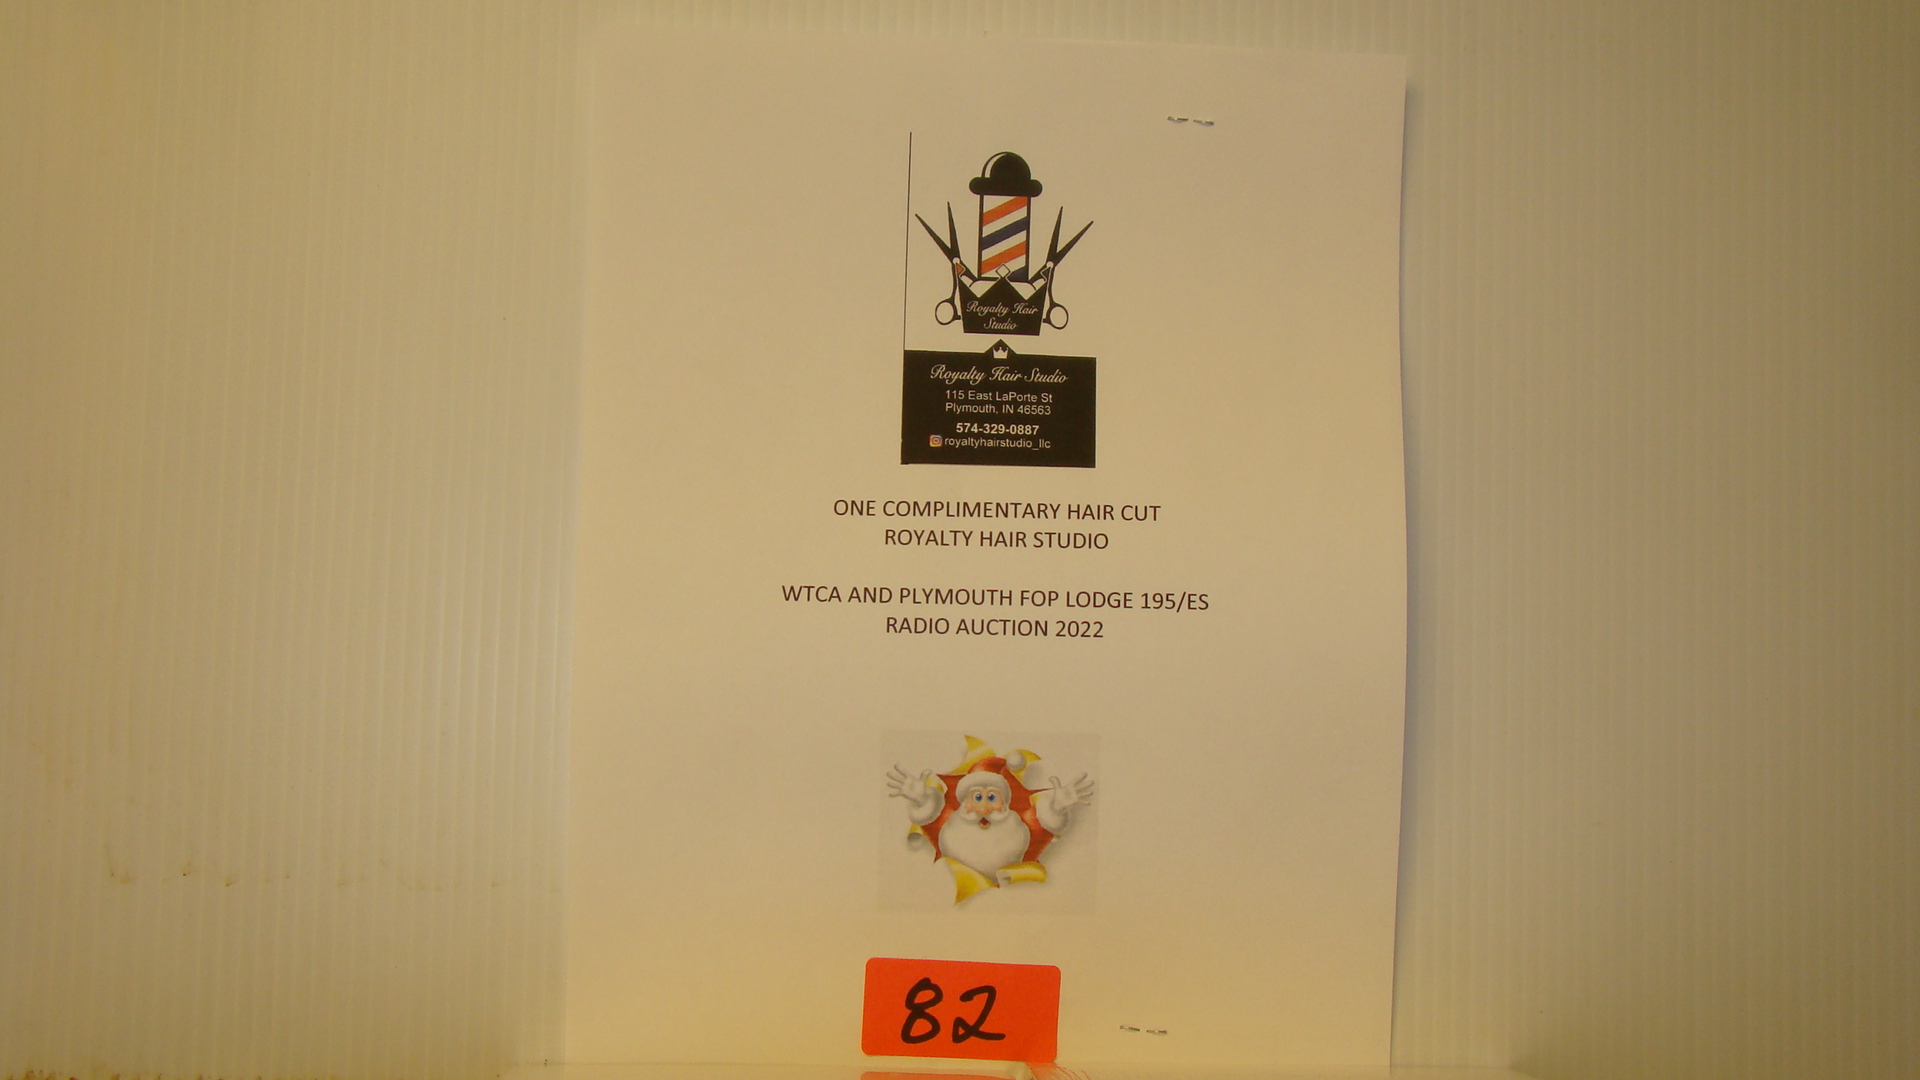 Royalty Hair
Studio
Royalty Hair Studio
115 East LaPorte St
Plymouth, IN 46563
574-329-0887
royaltyhairstudio_llc
ONE COMPLIMENTARY HAIR CUT
ROYALTY HAIR STUDIO
WTCA AND PLYMOUTH FOP LODGE 195/ES
RADIO AUCTION 2022
82